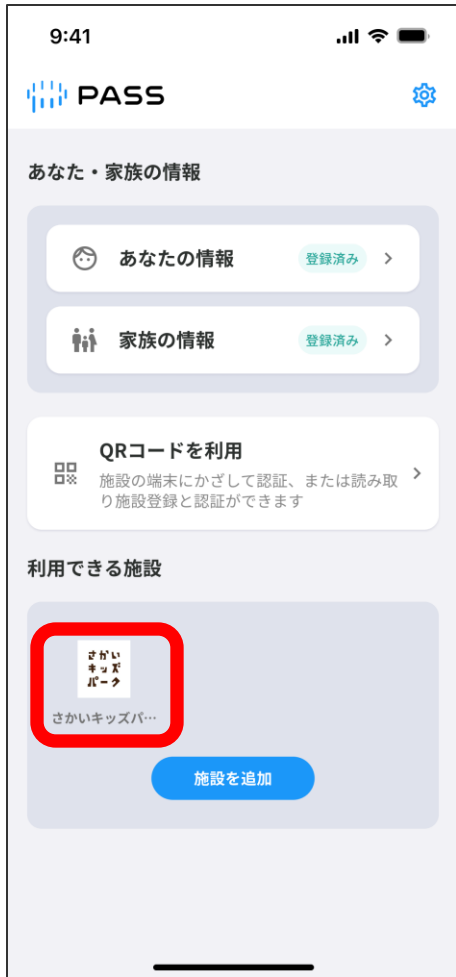 9:41
PASS
あなた・家族の情報
あなたの情報 登録済み
家族の情報 登録済み
QRコードを利用
施設の端末にかざして認証、または読み取
り施設登録と認証ができます
利用できる施設
さかい
キッズ
パーク
さかいキッズパ…
施設を追加